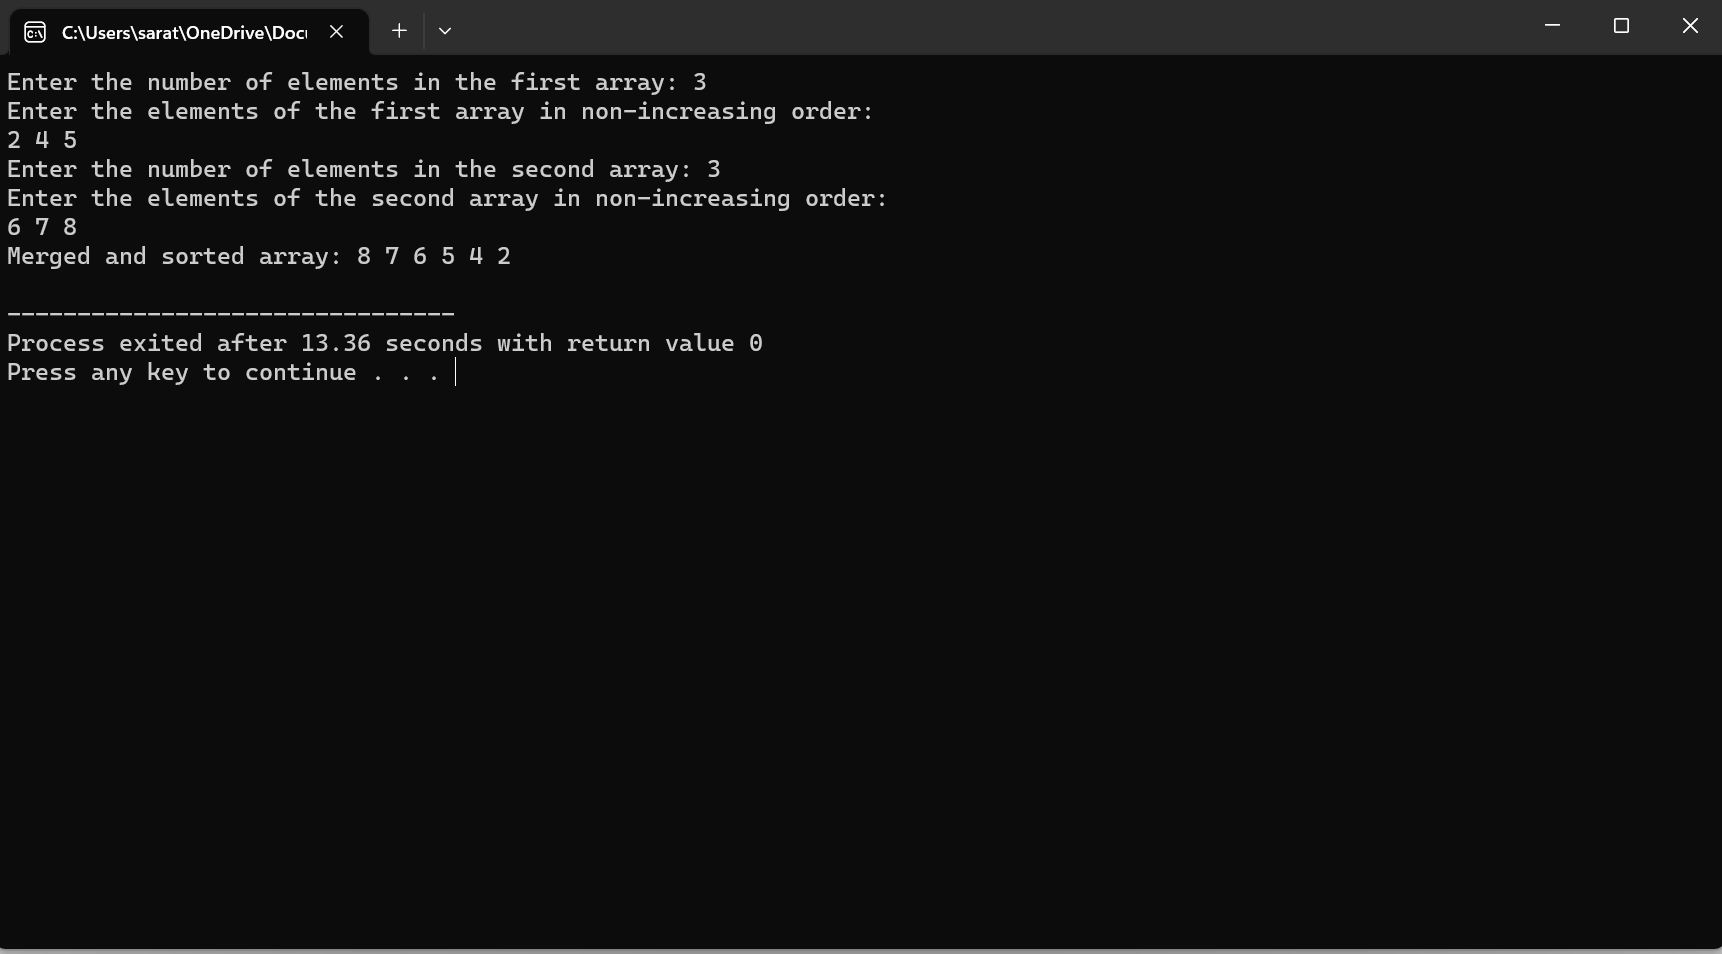 C:\Users\sarat\OneDrive\Docu
Enter the number of elements in the first array: 3
Enter the elements of the first array in non-increasing order:
2 4 5
Enter the number of elements in the second array: 3
Enter the elements of the second array in non-increasing order:
6 7 8
Merged and sorted array: 8 7 6 5 4 2
--------------------------------
Process exited after 13.36 seconds with return value 0
Press any key to continue . . .